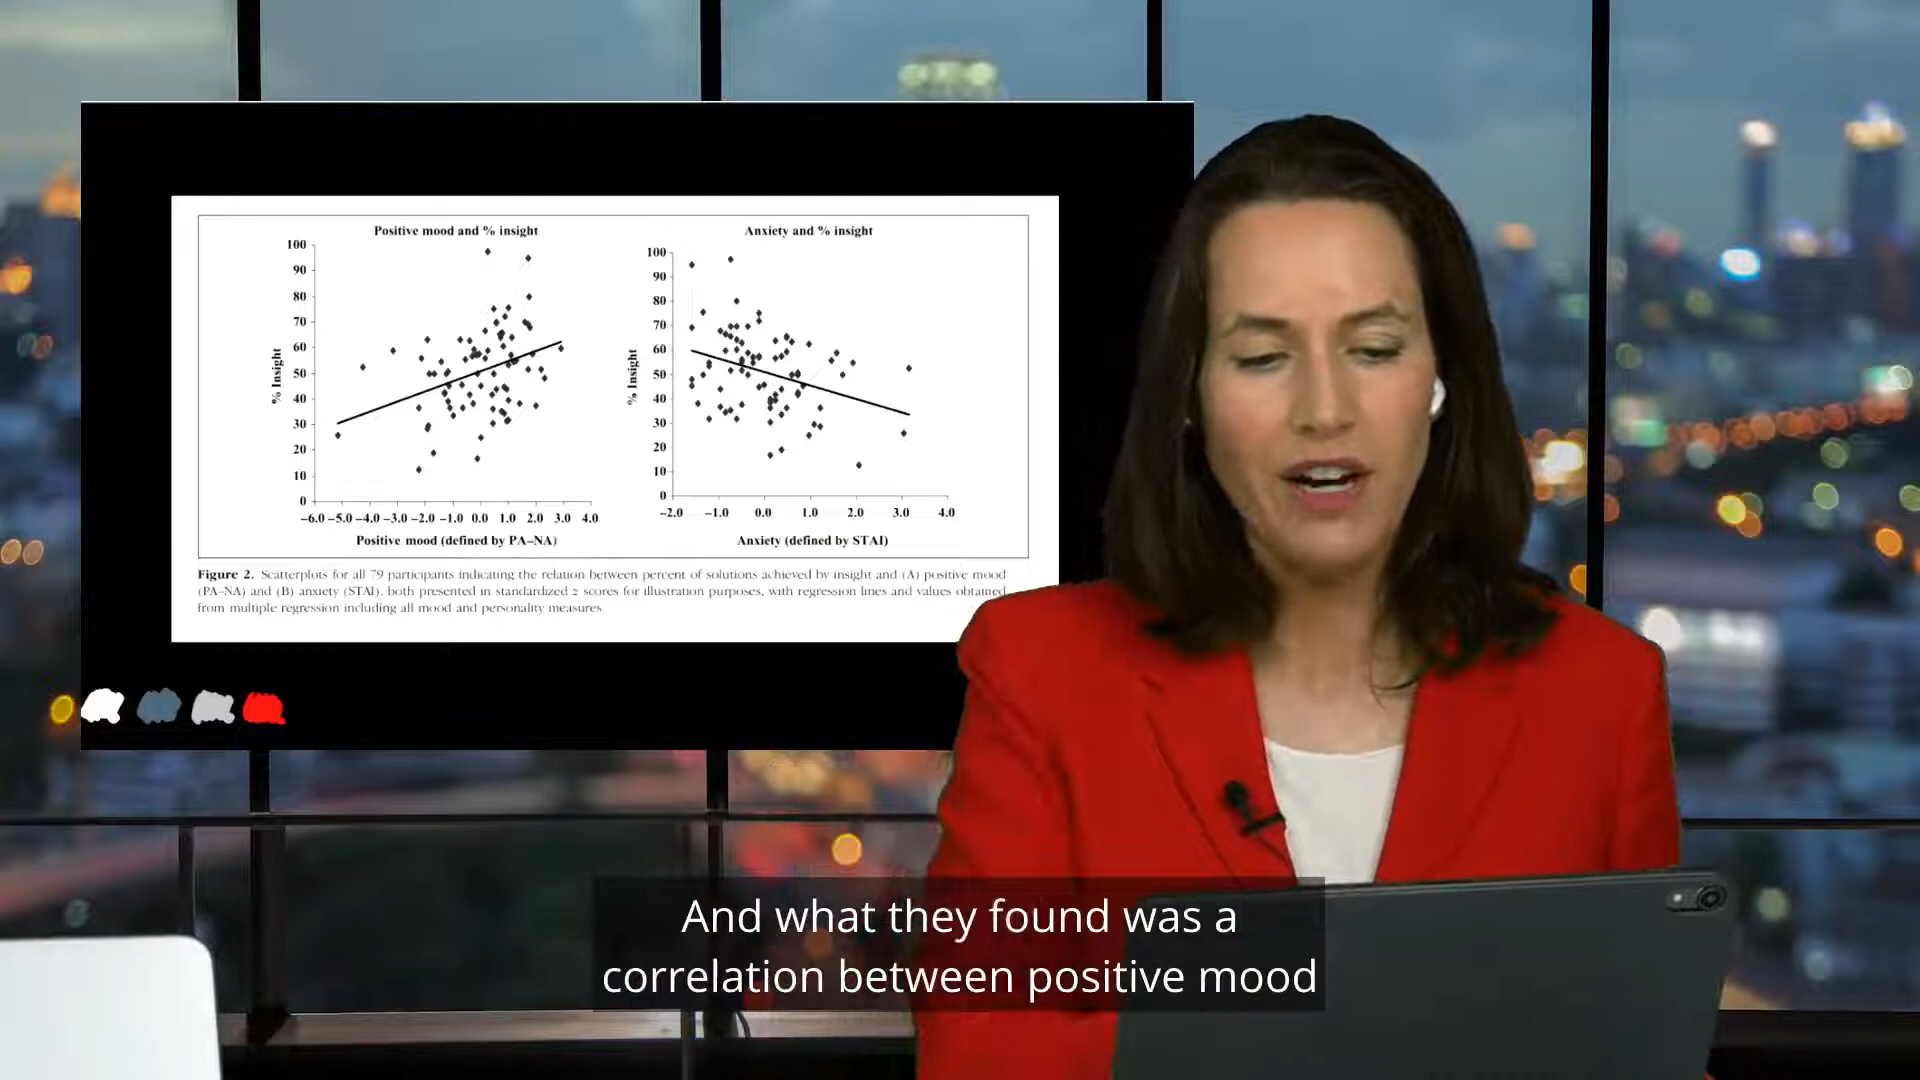 Positive mood and % insight
100
90
80
70
60
50
40
30
20
10
0
% Insight
−6.0 −5.0 −4.0 −3.0 −2.0 −1.0 0.0 1.0 2.0 3.0 4.0
Positive mood (defined by PA–NA)
Anxiety and % insight
100
90
80
70
60
50
40
30
20
10
0
% Insight
−2.0 −1.0 0.0 1.0 2.0 3.0 4.0
Anxiety (defined by STAI)
Figure 2. Scatterplots for all 79 participants indicating the relation between percent of solutions achieved by insight and (A) positive mood
(PA–NA) and (B) anxiety (STAI), both presented in standardized z scores for illustration purposes, with regression lines and values obtained
from multiple regression including all mood and personality measures.
And what they found was a
correlation between positive mood